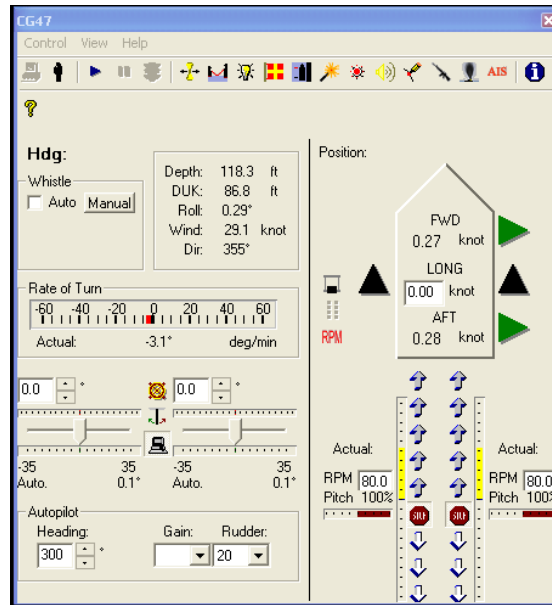 CG47
Control View Help
AIS
Hdg:
Whistle
Auto Manual
Depth: 118.3 ft
DUK: 86.8 ft
Roll: 0.29°
Wind: 29.1 knot
Dir: 355°
Position:
FWD
0.27 knot
LONG
0.00 knot
AFT
0.28 knot
RPM
Rate of Turn
-60 -40 -20 0 20 40 60
Actual: -3.1° deg/min
0.0 ° 0.0 °
-35 35 -35 35
Auto. 0.1° Auto. 0.1°
Autopilot
Heading: Gain: Rudder:
300 ° 20
Actual: Actual:
RPM 80.0 RPM 80.0
Pitch 100% Pitch 100%